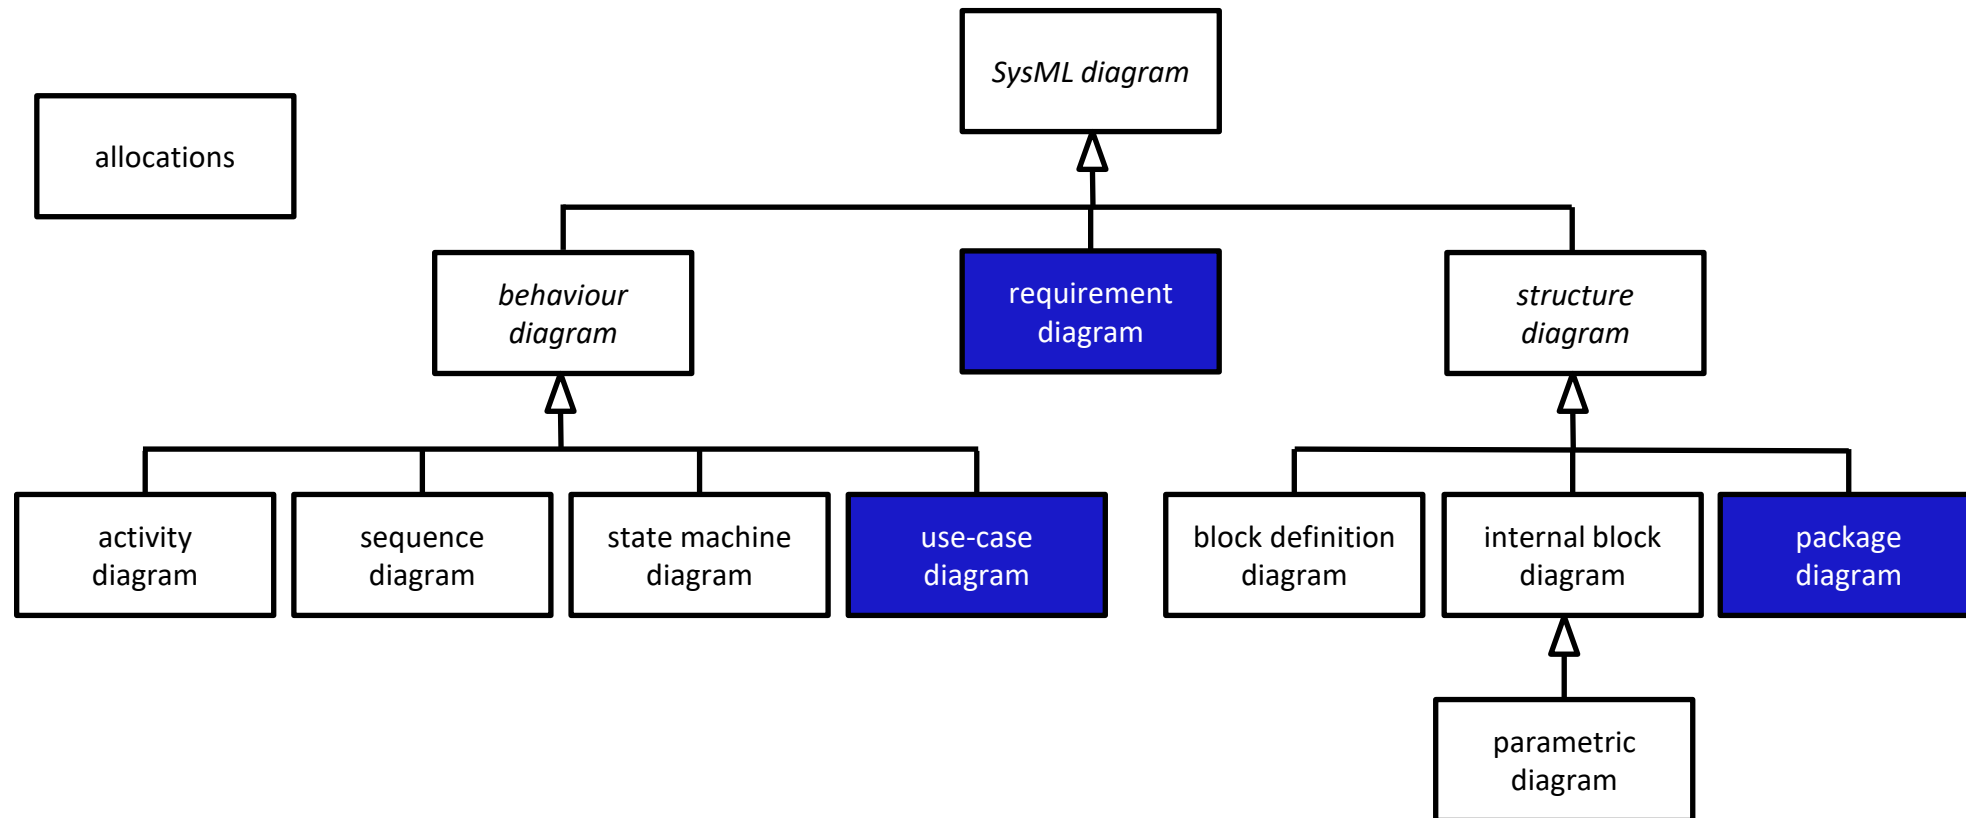 SysML diagram
allocations
behaviour
diagram
requirement
diagram
structure
diagram
activity
diagram
sequence
diagram
state machine
diagram
use-case
diagram
block definition
diagram
internal block
diagram
package
diagram
parametric
diagram